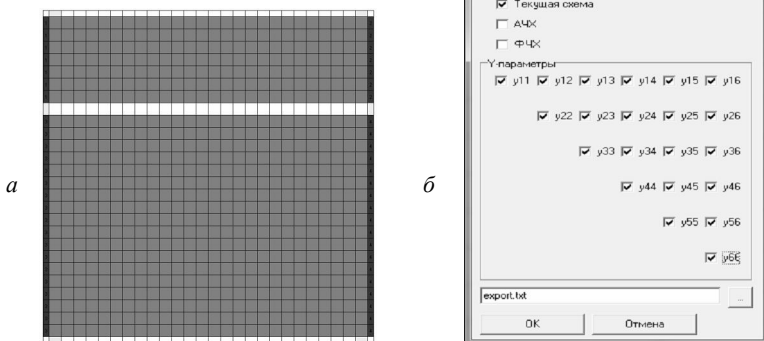 а
б
Текущая схема
АЧХ
ФЧХ
Y-параметры
y11 y12 y13 y14 y15 y16
y22 y23 y24 y25 y26
y33 y34 y35 y36
y44 y45 y46
y55 y56
y66
export.txt
...
OK Отмена